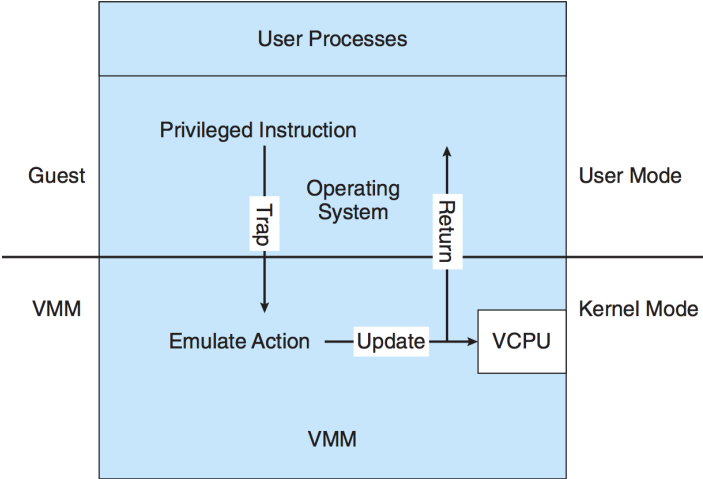 User Processes
Privileged Instruction
Guest
User Mode
Operating
System
Trap
Return
VMM
Kernel Mode
Emulate Action
Update
VCPU
VMM